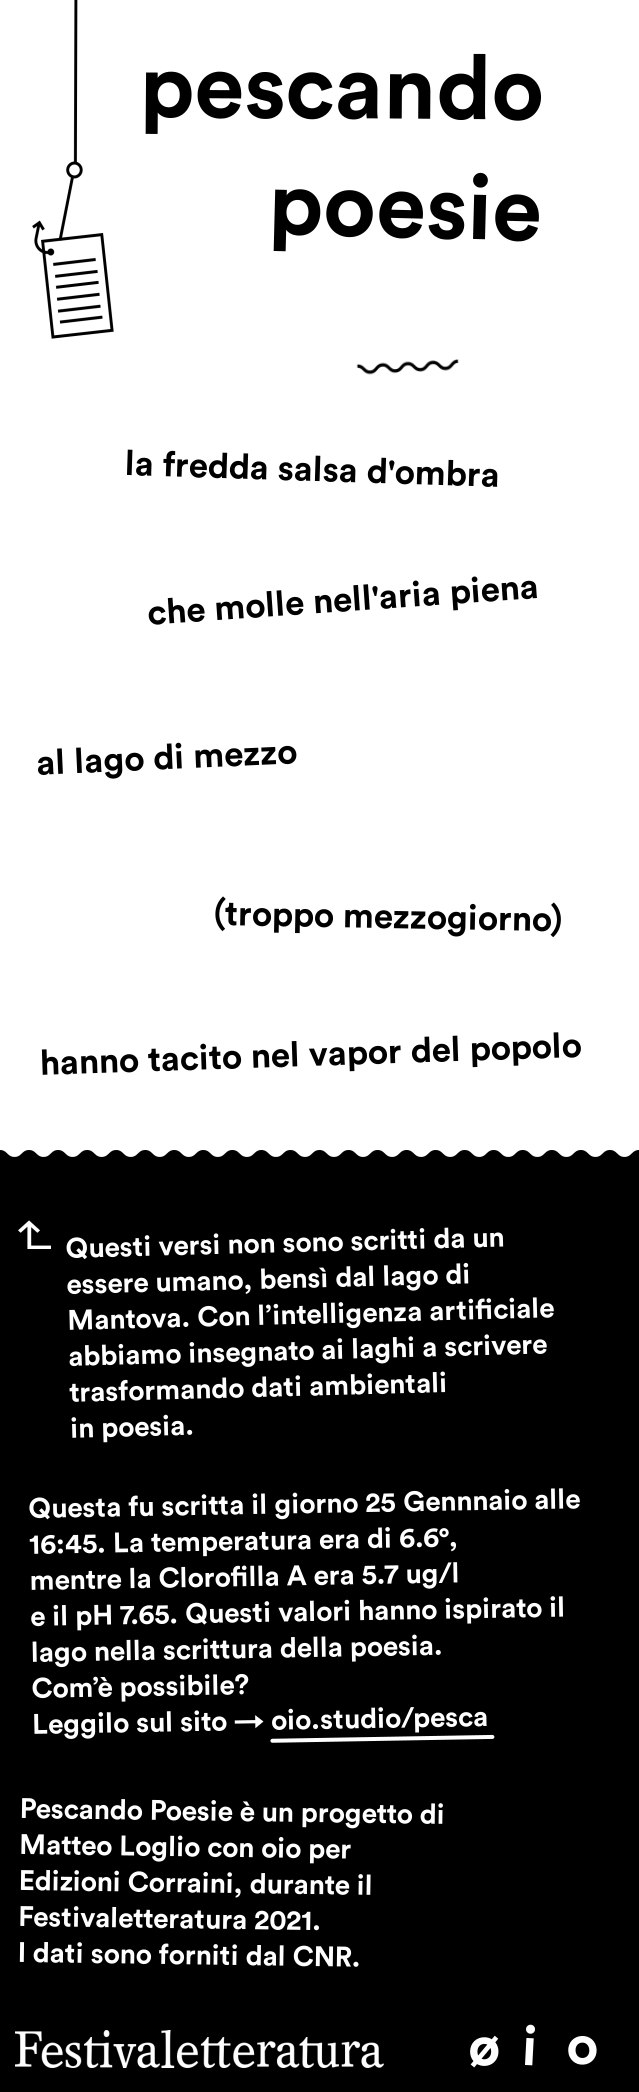 pescando
poesie
la fredda salsa d'ombra
che molle nell'aria piena
al lago di mezzo
(troppo mezzogiorno)
hanno tacito nel vapor del popolo
Questi versi non sono scritti da un
essere umano, bensì dal lago di
Mantova. Con l’intelligenza artificiale
abbiamo insegnato ai laghi a scrivere
trasformando dati ambientali
in poesia.
Questa fu scritta il giorno 25 Gennnaio alle
16:45. La temperatura era di 6.6°,
mentre la Clorofilla A era 5.7 ug/l
e il pH 7.65. Questi valori hanno ispirato il
lago nella scrittura della poesia.
Com’è possibile?
Leggilo sul sito → oio.studio/pesca
Pescando Poesie è un progetto di
Matteo Loglio con oio per
Edizioni Corraini, durante il
Festivaletteratura 2021.
I dati sono forniti dal CNR.
Festivaletteratura ø i o